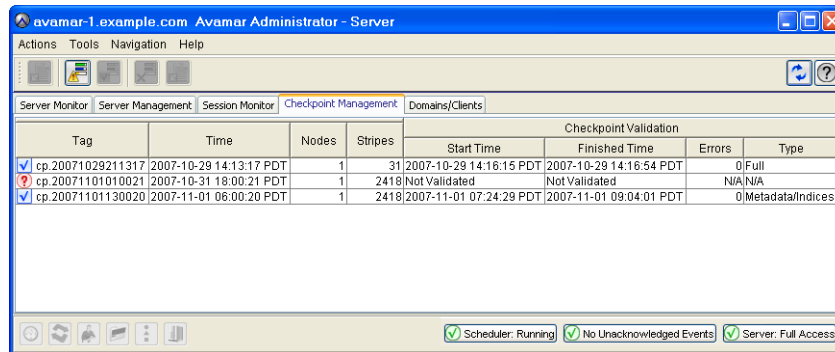 avamar-1.example.com Avamar Administrator - Server
Actions Tools Navigation Help
Server Monitor Server Management Session Monitor Checkpoint Management Domains/Clients
Tag Time Nodes Stripes Checkpoint Validation
Start Time Finished Time Errors Type
cp.20071029211317 2007-10-29 14:13:17 PDT 1 31 2007-10-29 14:16:15 PDT 2007-10-29 14:16:54 PDT 0 Full
cp.20071101010021 2007-10-31 18:00:21 PDT 1 2418 Not Validated Not Validated N/A N/A
cp.20071101130020 2007-11-01 06:00:20 PDT 1 2418 2007-11-01 07:24:29 PDT 2007-11-01 09:04:01 PDT 0 Metadata/Indices
Scheduler: Running No Unacknowledged Events Server: Full Access